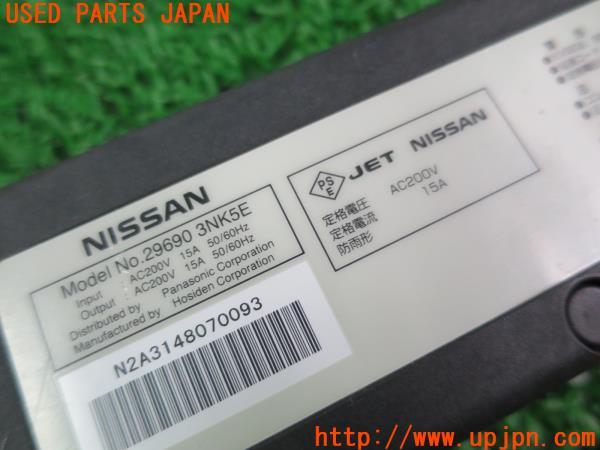 USED PARTS JAPAN
NISSAN
Model No.29690 3NK5E
Input AC200V 15A 50/60Hz
Output AC200V 15A 50/60Hz
Distributed by Panasonic Corporation
Manufactured by Hosiden Corporation
N2A3148070093
PSE JET NISSAN
定格電圧 AC200V
定格電流 15A
防雨形
http://www.upjpn.com